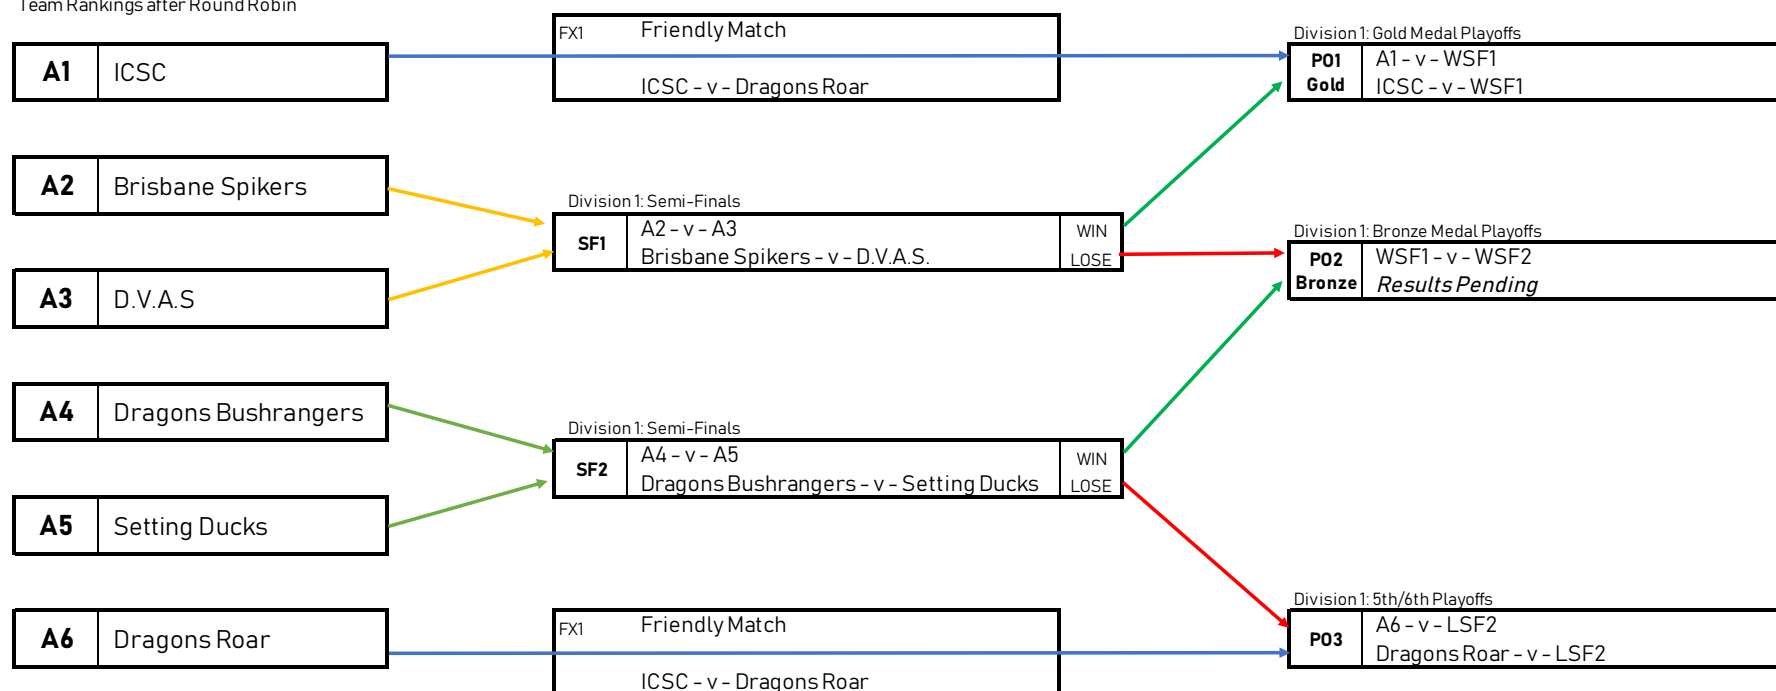 Team Rankings after Round Robin
A1 ICSC
A2 Brisbane Spikers
A3 D.V.A.S
A4 Dragons Bushrangers
A5 Setting Ducks
A6 Dragons Roar
FX1 Friendly Match
ICSC - v - Dragons Roar
Division 1: Semi-Finals
SF1
A2 - v - A3
Brisbane Spikers - v - D.V.A.S.
WIN
LOSE
Division 1: Semi-Finals
SF2
A4 - v - A5
Dragons Bushrangers - v - Setting Ducks
WIN
LOSE
FX1 Friendly Match
ICSC - v - Dragons Roar
Division 1: Gold Medal Playoffs
PO1
Gold
A1 - v - WSF1
ICSC - v - WSF1
Division 1: Bronze Medal Playoffs
PO2
Bronze
WSF1 - v - WSF2
Results Pending
Division 1: 5th/6th Playoffs
PO3
A6 - v - LSF2
Dragons Roar - v - LSF2